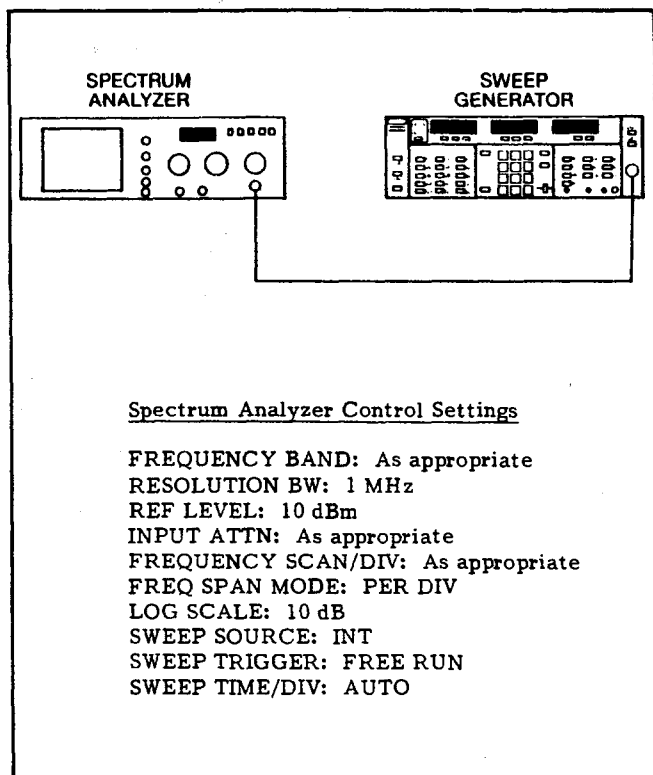 SPECTRUM
ANALYZER
SWEEP
GENERATOR
Spectrum Analyzer Control Settings
FREQUENCY BAND: As appropriate
RESOLUTION BW: 1 MHz
REF LEVEL: 10 dBm
INPUT ATTN: As appropriate
FREQUENCY SCAN/DIV: As appropriate
FREQ SPAN MODE: PER DIV
LOG SCALE: 10 dB
SWEEP SOURCE: INT
SWEEP TRIGGER: FREE RUN
SWEEP TIME/DIV: AUTO